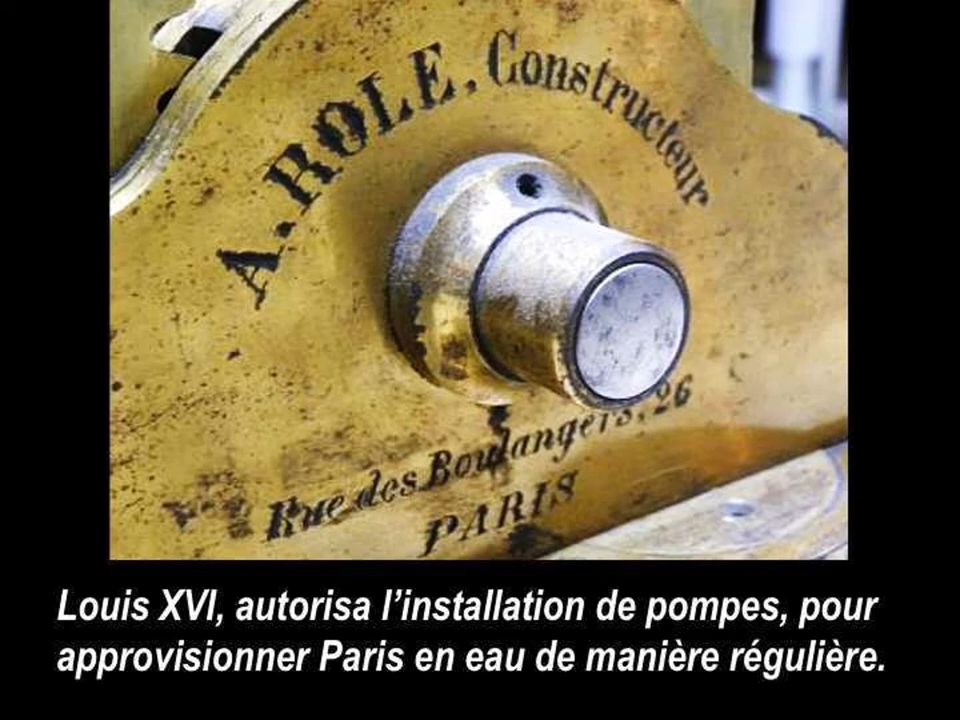 A. ROLE, Constructeur
Rue des Boulangers, 26
PARIS
Louis XVI, autorisa l’installation de pompes, pour
approvisionner Paris en eau de manière régulière.